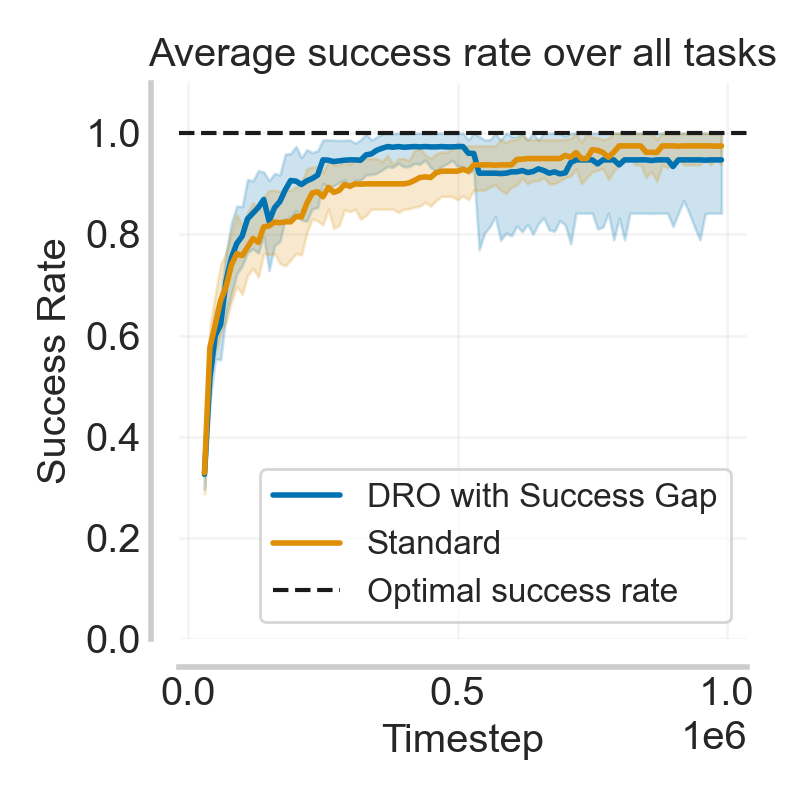 Average success rate over all tasks
Success Rate
1.0
0.8
0.6
0.4
0.2
0.0
DRO with Success Gap
Standard
Optimal success rate
0.0 0.5 1.0
Timestep
1e6